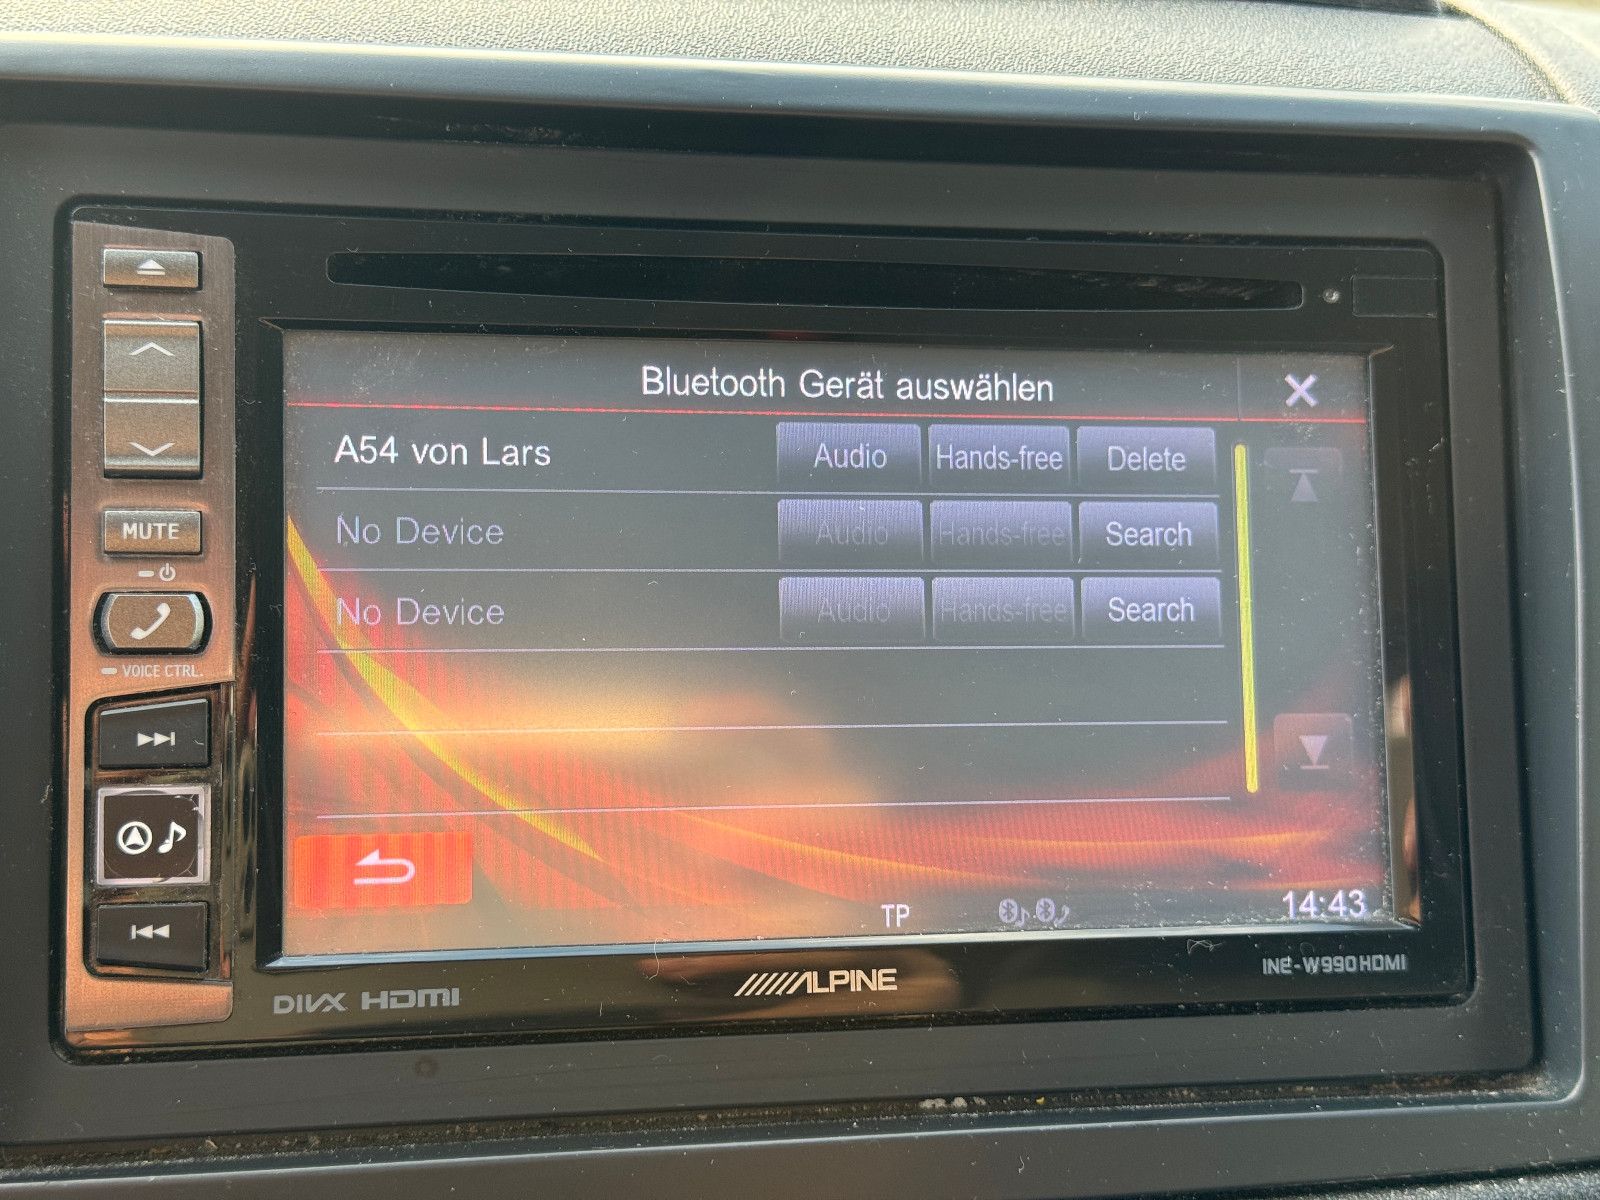 Bluetooth Gerät auswählen
A54 von Lars Audio Hands-free Delete
No Device Audio Hands-free Search
No Device Audio Hands-free Search
TP 14:43
MUTE
VOICE CTRL.
DIVX HDMI
ALPINE
INE-W990HDMI